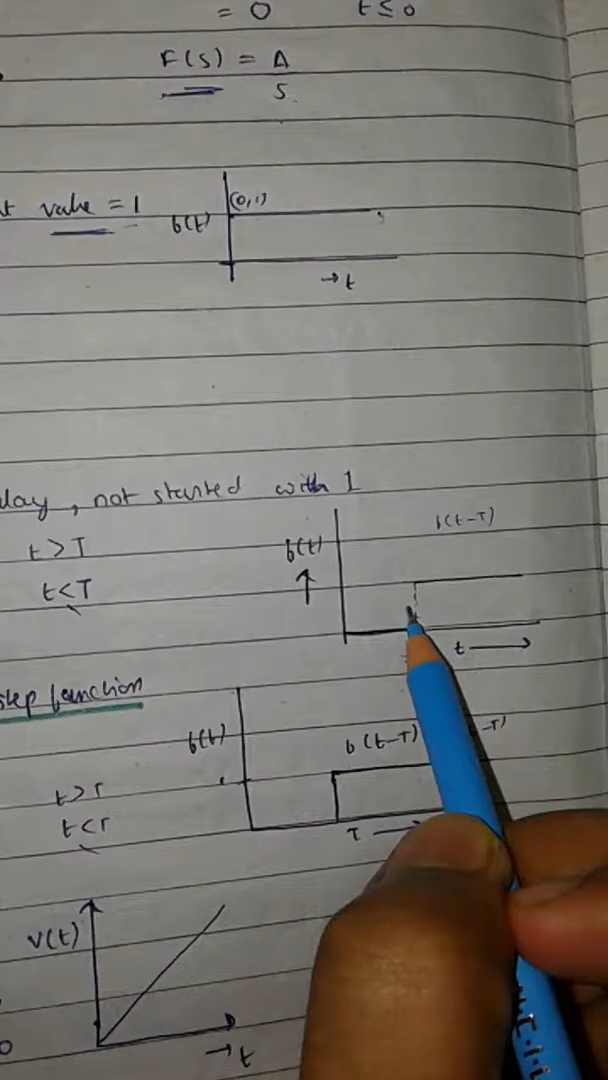 = 0 t ≤ 0
F(S) = A
S
value = 1
(0,1)
f(t)
→ t
, not started with 1
t > T
f(t-T)
f(t)
t < T
t →
step function
f(t)
f(t-T)
t > T
t < T
T →
V(t)
→ t